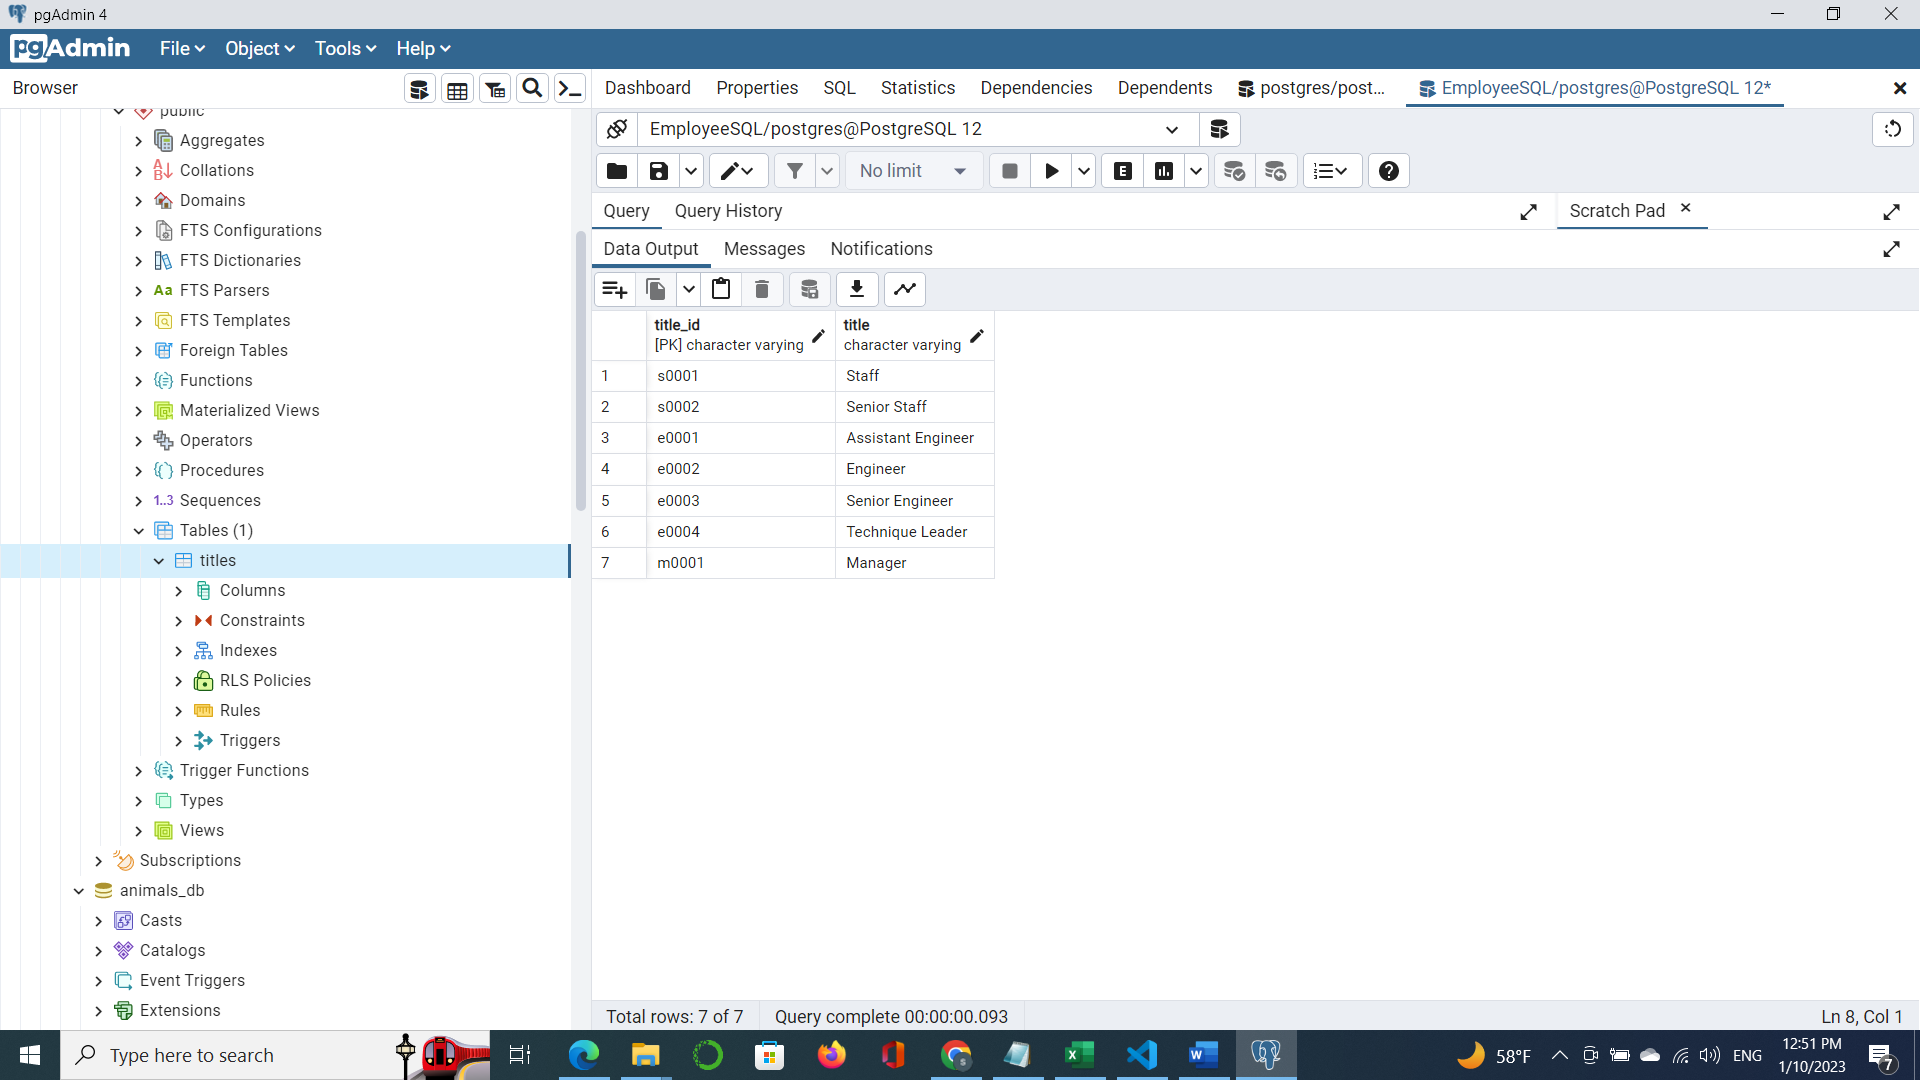 pgAdmin 4
pgAdmin File Object Tools Help
Browser
Dashboard Properties SQL Statistics Dependencies Dependents postgres/post... EmployeeSQL/postgres@PostgreSQL 12*
EmployeeSQL/postgres@PostgreSQL 12
No limit
E
Query Query History Scratch Pad
Data Output Messages Notifications
public
Aggregates
Collations
Domains
FTS Configurations
FTS Dictionaries
Aa FTS Parsers
FTS Templates
Foreign Tables
Functions
Materialized Views
Operators
Procedures
1..3 Sequences
Tables (1)
titles
Columns
Constraints
Indexes
RLS Policies
Rules
Triggers
Trigger Functions
Types
Views
Subscriptions
animals_db
Casts
Catalogs
Event Triggers
Extensions
title_id title
[PK] character varying character varying
1 s0001 Staff
2 s0002 Senior Staff
3 e0001 Assistant Engineer
4 e0002 Engineer
5 e0003 Senior Engineer
6 e0004 Technique Leader
7 m0001 Manager
Total rows: 7 of 7 Query complete 00:00:00.093 Ln 8, Col 1
Type here to search
58°F ENG
12:51 PM
1/10/2023
7